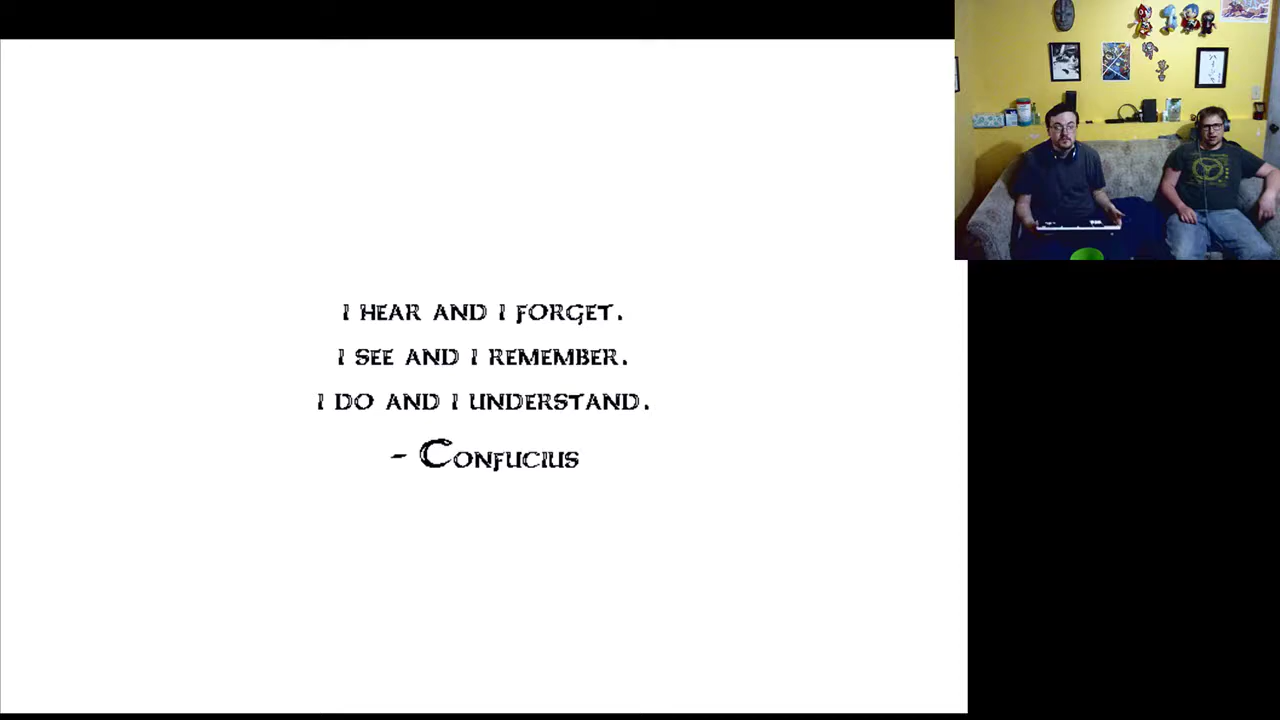 I HEAR AND I FORGET.
I SEE AND I REMEMBER.
I DO AND I UNDERSTAND.
- CONFUCIUS